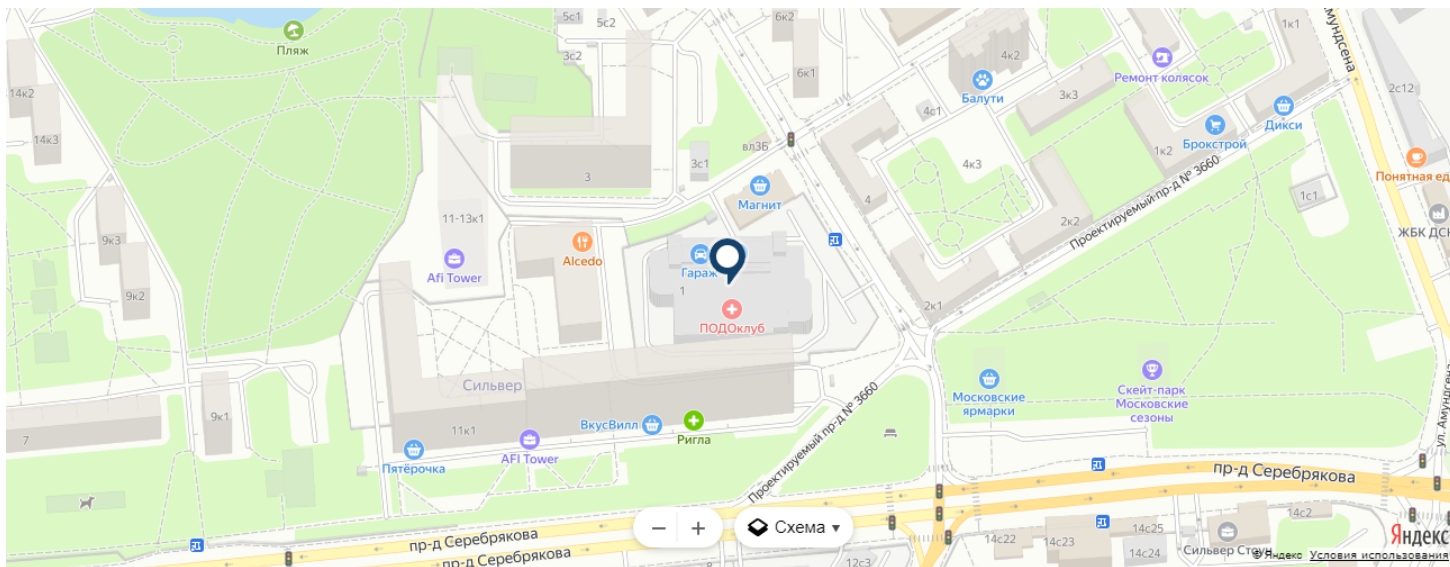 5с1
5с2
6к2
1к1
Амундсена
Пляж
3с2
6к1
4к2
Ремонт колясок
2с12
14к2
Балути
3к3
4с1
Дикси
14к3
вл3Б
Брокстрой
1к2
3с1
4к3
Понятная ед
3
Магнит
4
1с1
11-13к1
2к2
Проектируемый пр-д № 3660
ЖБК ДСК
9к3
Alcedo
Afi Tower
Гараж
1
9к2
2к1
ПОДОклуб
Сильвер
Московские
ярмарки
Скейт-парк
Московские
сезоны
9к1
7
11к1
ВкусВилл
Ригла
AFI Tower
Пятёрочка
Проектируемый пр-д № 3660
ул. Амундсена
пр-д Серебрякова
Схема
14с25
14с2
14с22
14с23
14с24
Сильвер Стоун
пр-д Серебрякова
пр-д Серебрякова
12с3
Яндекс
© Яндекс Условия использования